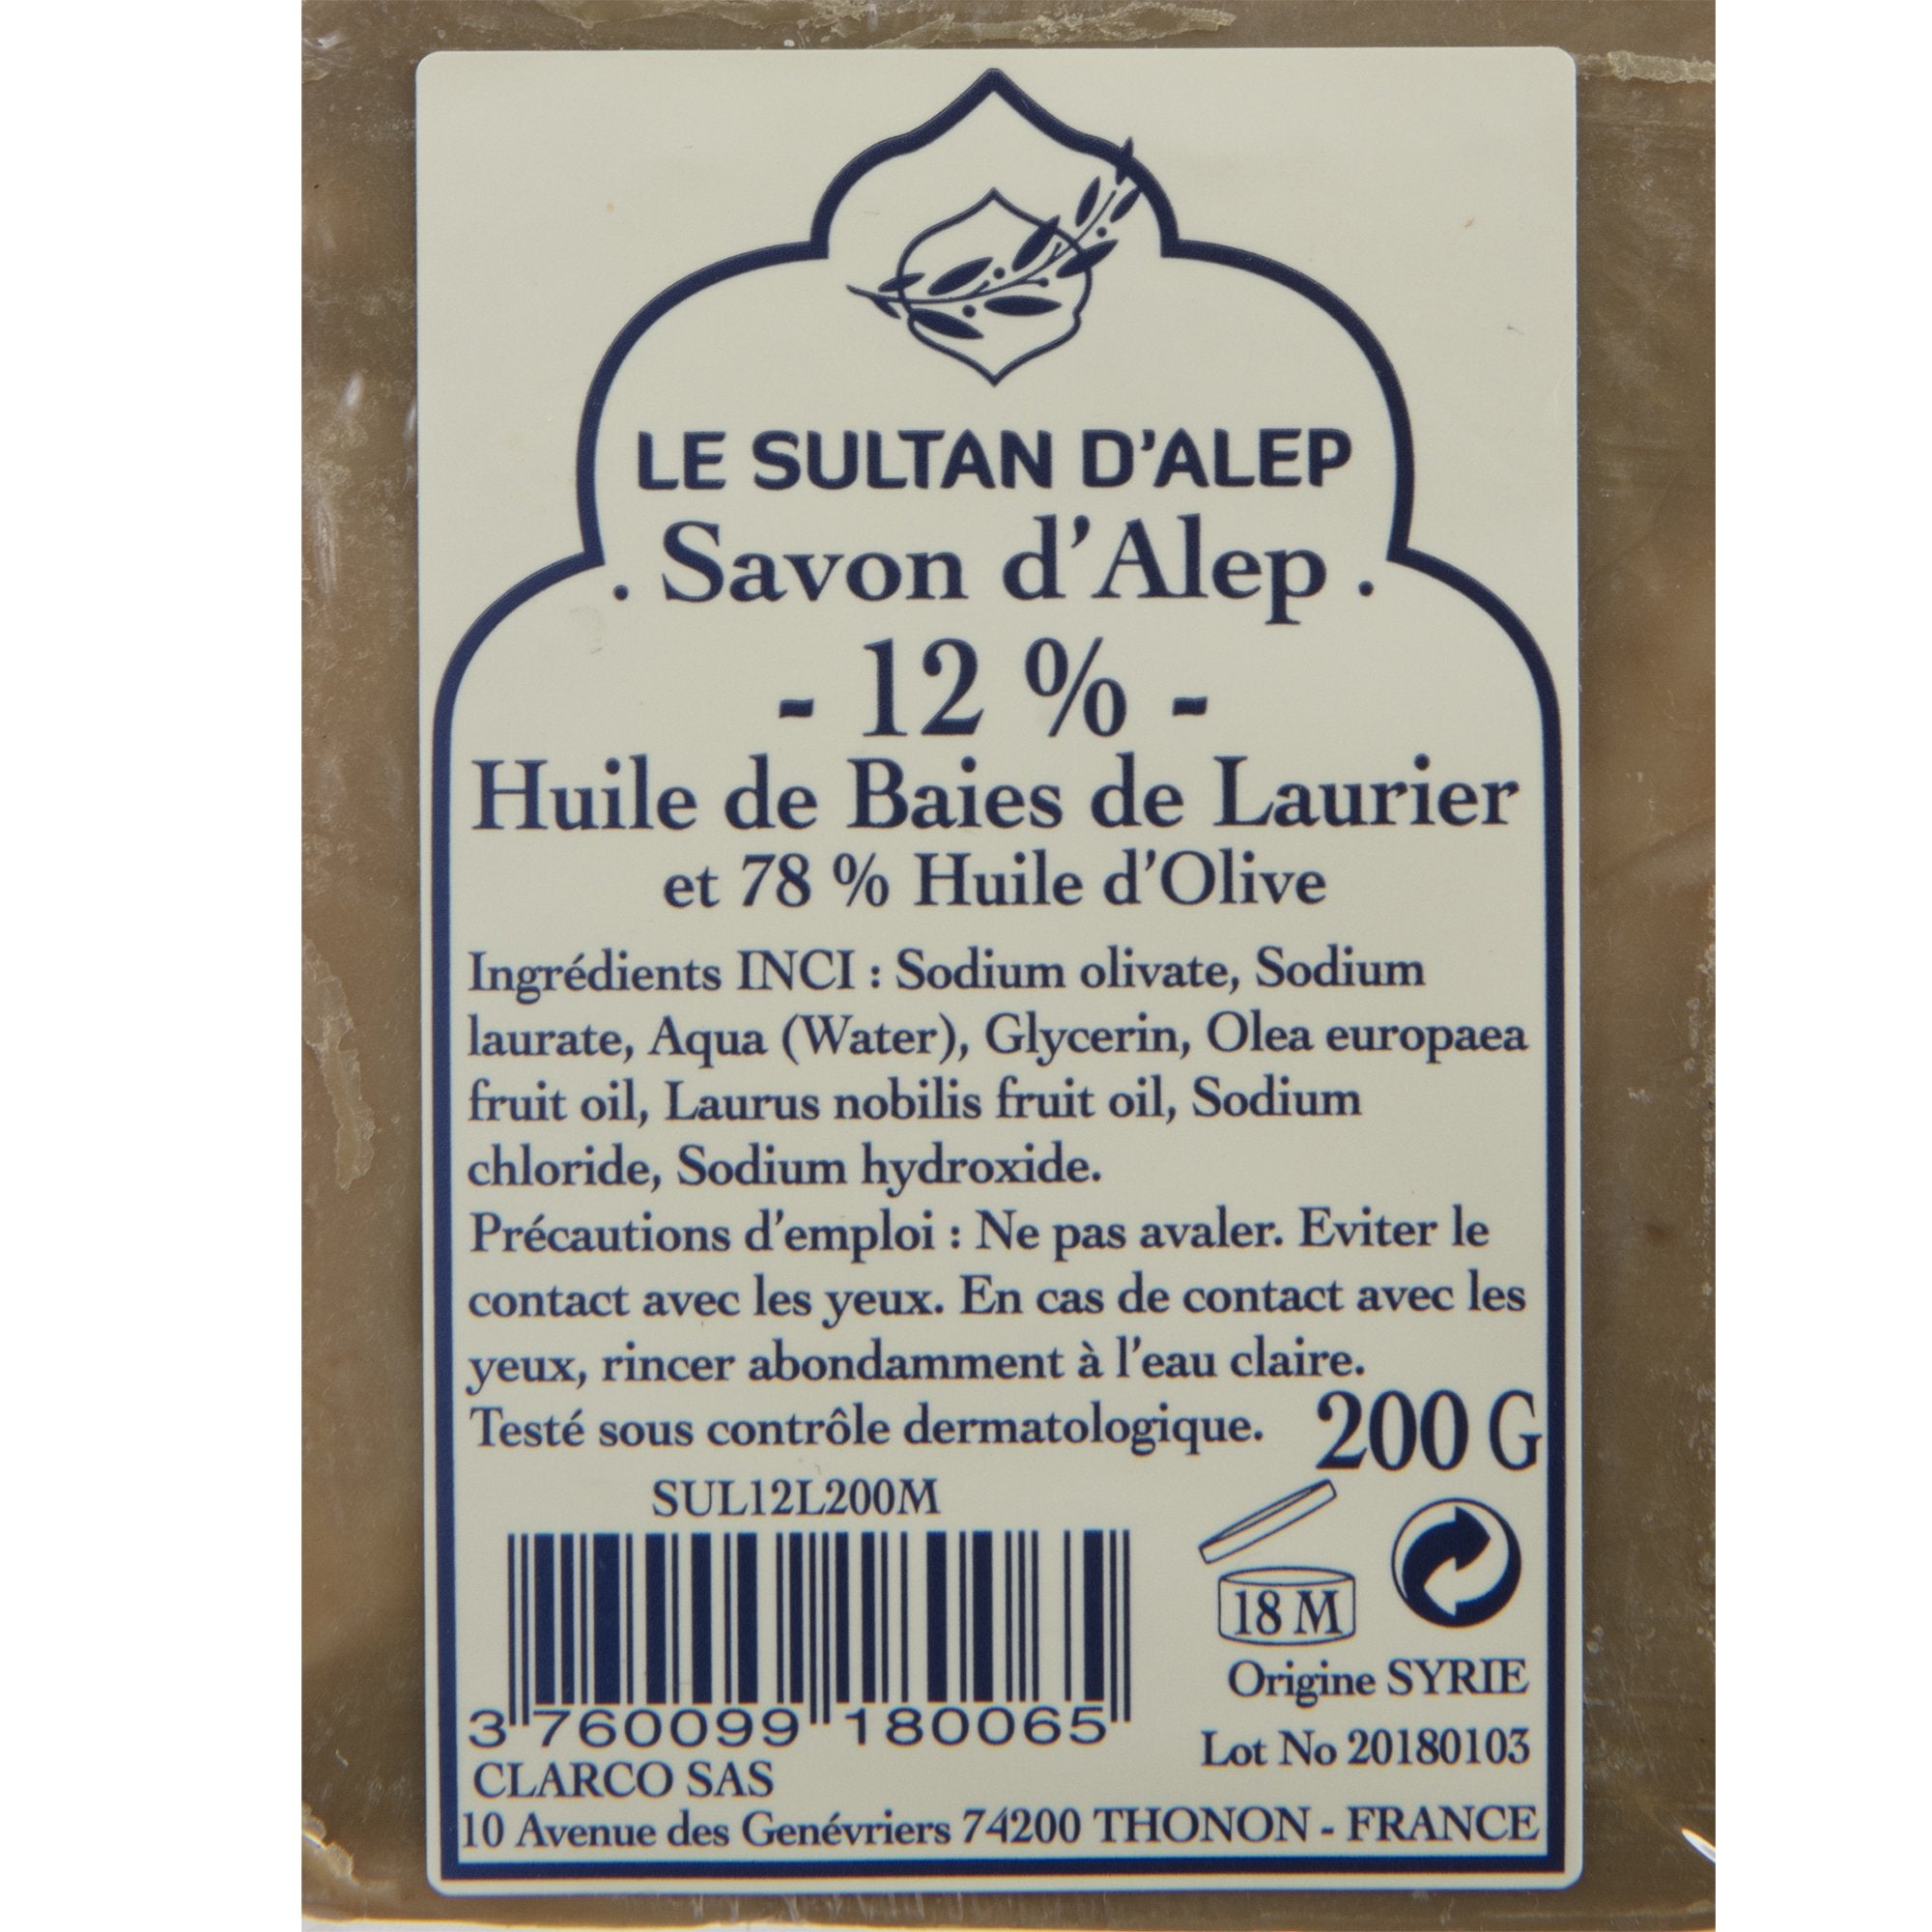 LE SULTAN D'ALEP
. Savon d'Alep .
- 12 % -
Huile de Baies de Laurier
et 78 % Huile d'Olive
Ingrédients INCI : Sodium olivate, Sodium
laurate, Aqua (Water), Glycerin, Olea europaea
fruit oil, Laurus nobilis fruit oil, Sodium
chloride, Sodium hydroxide.
Précautions d'emploi : Ne pas avaler. Eviter le
contact avec les yeux. En cas de contact avec les
yeux, rincer abondamment à l'eau claire.
Testé sous contrôle dermatologique.
200 G
SUL12L200M
18 M
3 760099 180065
Origine SYRIE
Lot No 20180103
CLARCO SAS
10 Avenue des Genévriers 74200 THONON - FRANCE